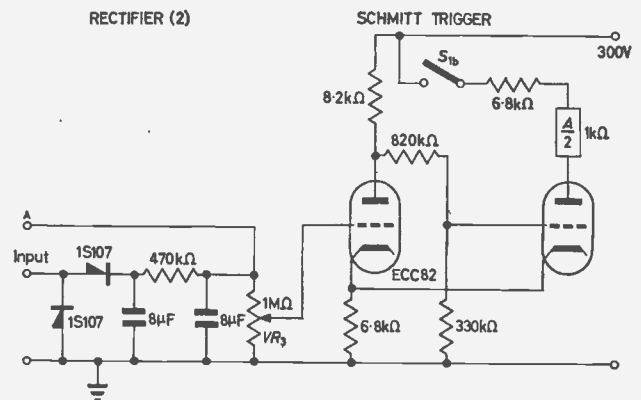 RECTIFIER (2)
SCHMITT TRIGGER
300V
S1b
8·2kΩ
6·8kΩ
A/2
1kΩ
820kΩ
A
Input
1S107
470kΩ
ECC82
1MΩ
1S107
8µF
8µF
VR3
6·8kΩ
330kΩ